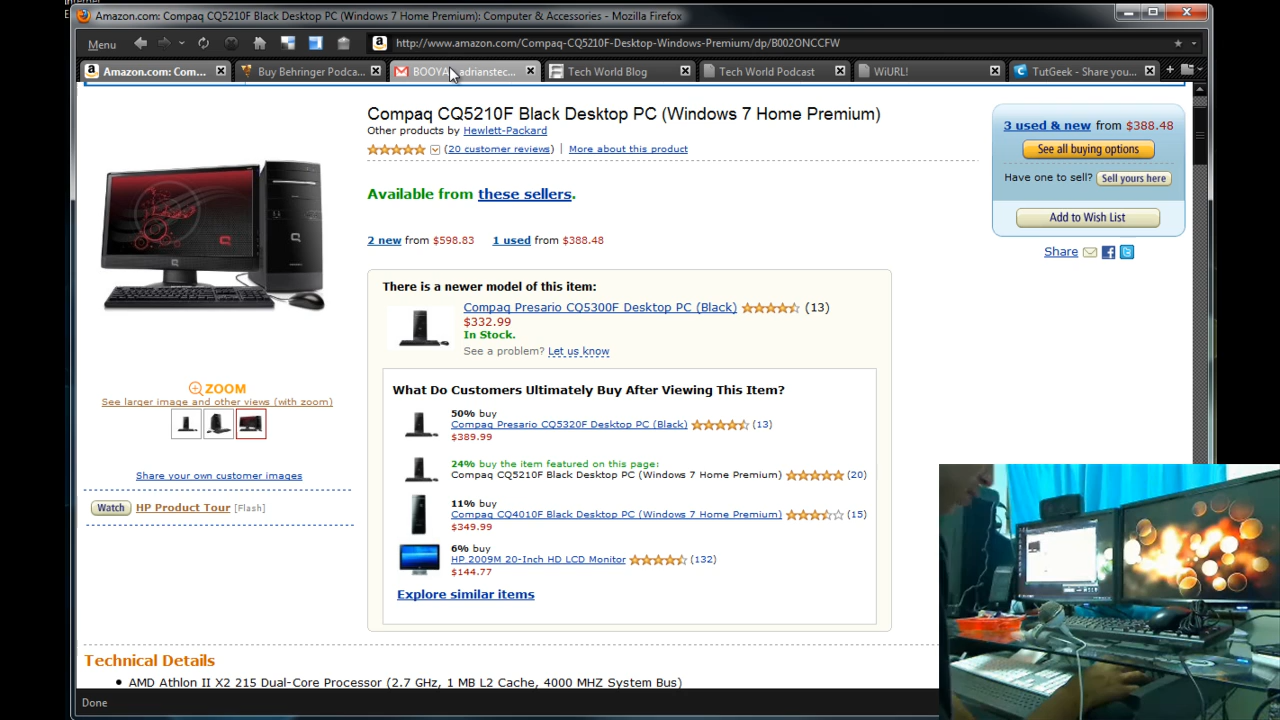 Amazon.com: Compaq CQ5210F Black Desktop PC (Windows 7 Home Premium): Computer & Accessories - Mozilla Firefox
Menu
http://www.amazon.com/Compaq-CQ5210F-Desktop-Windows-Premium/dp/B002ONCCFW
Amazon.com: Com... Buy Behringer Podca... BOOYA adrianstec... Tech World Blog Tech World Podcast WiURL! TutGeek - Share you...
Compaq CQ5210F Black Desktop PC (Windows 7 Home Premium)
Other products by Hewlett-Packard
(20 customer reviews) | More about this product
Available from these sellers.
2 new from $598.83 1 used from $388.48
3 used & new from $388.48
See all buying options
Have one to sell? Sell yours here
Add to Wish List
Share
There is a newer model of this item:
Compaq Presario CQ5300F Desktop PC (Black) (13)
$332.99
In Stock.
See a problem? Let us know
What Do Customers Ultimately Buy After Viewing This Item?
50% buy
Compaq Presario CQ5320F Desktop PC (Black) (13)
$389.99
24% buy the item featured on this page:
Compaq CQ5210F Black Desktop PC (Windows 7 Home Premium) (20)
11% buy
Compaq CQ4010F Black Desktop PC (Windows 7 Home Premium) (15)
$349.99
6% buy
HP 2009M 20-Inch HD LCD Monitor (132)
$144.77
Explore similar items
ZOOM
See larger image and other views (with zoom)
Share your own customer images
Watch HP Product Tour [Flash]
Technical Details
• AMD Athlon II X2 215 Dual-Core Processor (2.7 GHz, 1 MB L2 Cache, 4000 MHZ System Bus)
Done